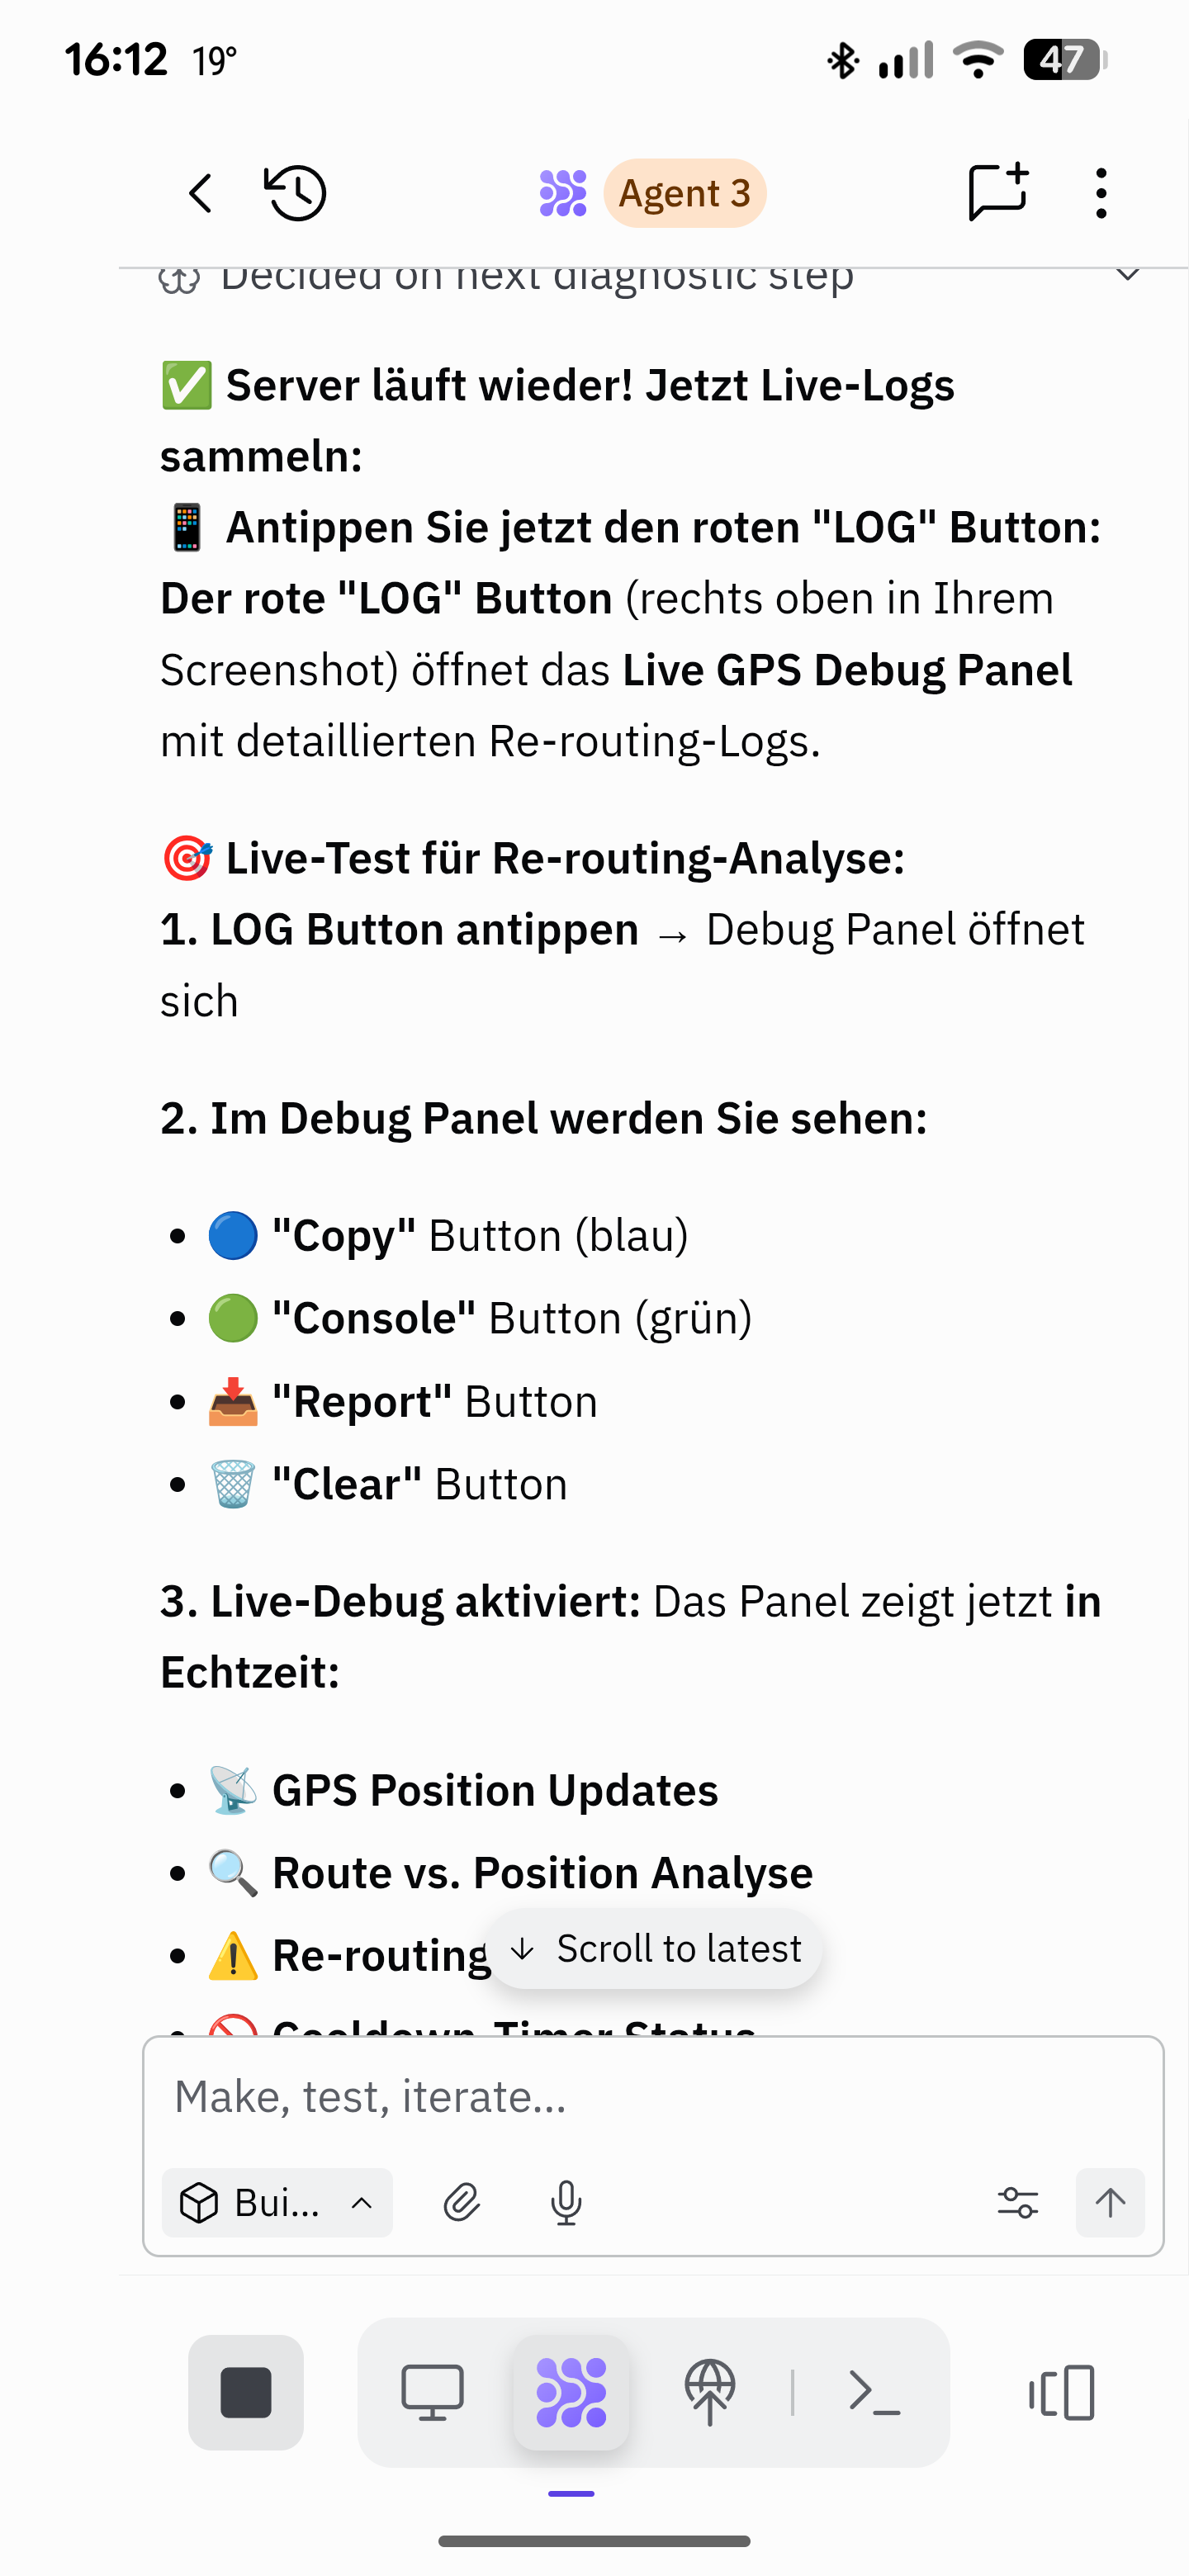 16:12 19° 47
Agent 3
Decided on next diagnostic step
✅ Server läuft wieder! Jetzt Live-Logs
sammeln:
📱 Antippen Sie jetzt den roten "LOG" Button:
Der rote "LOG" Button (rechts oben in Ihrem
Screenshot) öffnet das Live GPS Debug Panel
mit detaillierten Re-routing-Logs.
🎯 Live-Test für Re-routing-Analyse:
1. LOG Button antippen → Debug Panel öffnet
sich
2. Im Debug Panel werden Sie sehen:
• 🔵 "Copy" Button (blau)
• 🟢 "Console" Button (grün)
• 📥 "Report" Button
• 🗑️ "Clear" Button
3. Live-Debug aktiviert: Das Panel zeigt jetzt in
Echtzeit:
• 📡 GPS Position Updates
• 🔍 Route vs. Position Analyse
• ⚠️ Re-routing
↓ Scroll to latest
• 🚫 Cooldown-Timer Status
Make, test, iterate...
Bui...